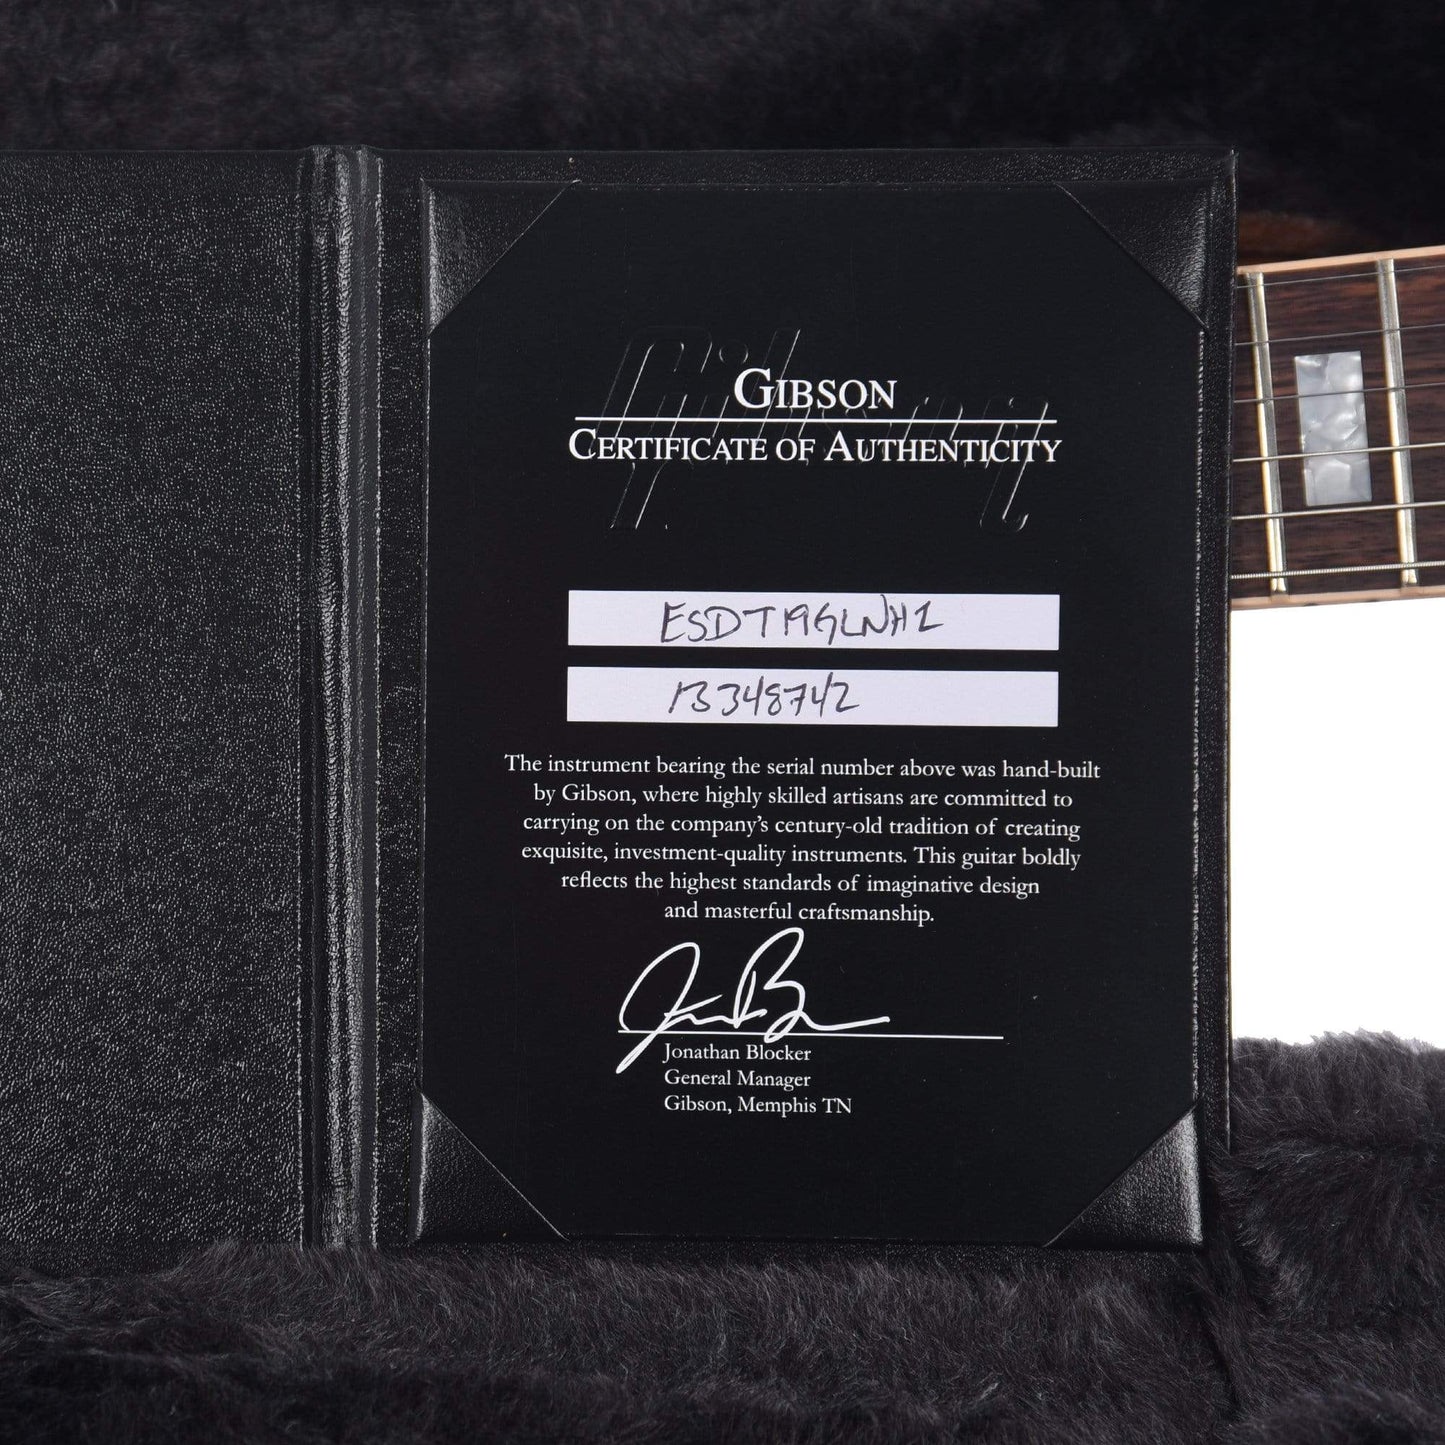 GIBSON
CERTIFICATE OF AUTHENTICITY
ESDT19GLNH1
13348742
The instrument bearing the serial number above was hand-built
by Gibson, where highly skilled artisans are committed to
carrying on the company's century-old tradition of creating
exquisite, investment-quality instruments. This guitar boldly
reflects the highest standards of imaginative design
and masterful craftsmanship.
Jonathan Blocker
General Manager
Gibson, Memphis TN